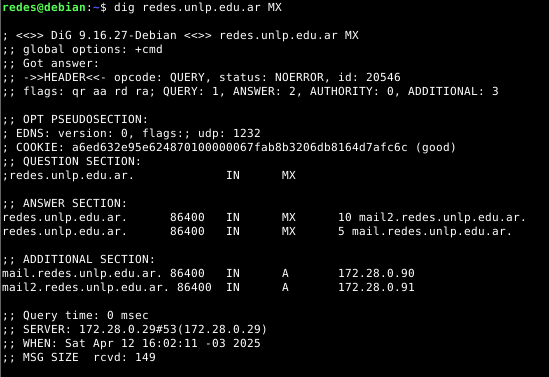 redes@debian:~$ dig redes.unlp.edu.ar MX

; <<>> DiG 9.16.27-Debian <<>> redes.unlp.edu.ar MX
;; global options: +cmd
;; Got answer:
;; ->>HEADER<<- opcode: QUERY, status: NOERROR, id: 20546
;; flags: qr aa rd ra; QUERY: 1, ANSWER: 2, AUTHORITY: 0, ADDITIONAL: 3

;; OPT PSEUDOSECTION:
; EDNS: version: 0, flags:; udp: 1232
; COOKIE: a6ed632e95e624870100000067fab8b3206db8164d7afc6c (good)
;; QUESTION SECTION:
;redes.unlp.edu.ar.		IN	MX

;; ANSWER SECTION:
redes.unlp.edu.ar.	86400	IN	MX	10 mail2.redes.unlp.edu.ar.
redes.unlp.edu.ar.	86400	IN	MX	5 mail.redes.unlp.edu.ar.

;; ADDITIONAL SECTION:
mail.redes.unlp.edu.ar.	86400	IN	A	172.28.0.90
mail2.redes.unlp.edu.ar. 86400	IN	A	172.28.0.91

;; Query time: 0 msec
;; SERVER: 172.28.0.29#53(172.28.0.29)
;; WHEN: Sat Apr 12 16:02:11 -03 2025
;; MSG SIZE  rcvd: 149